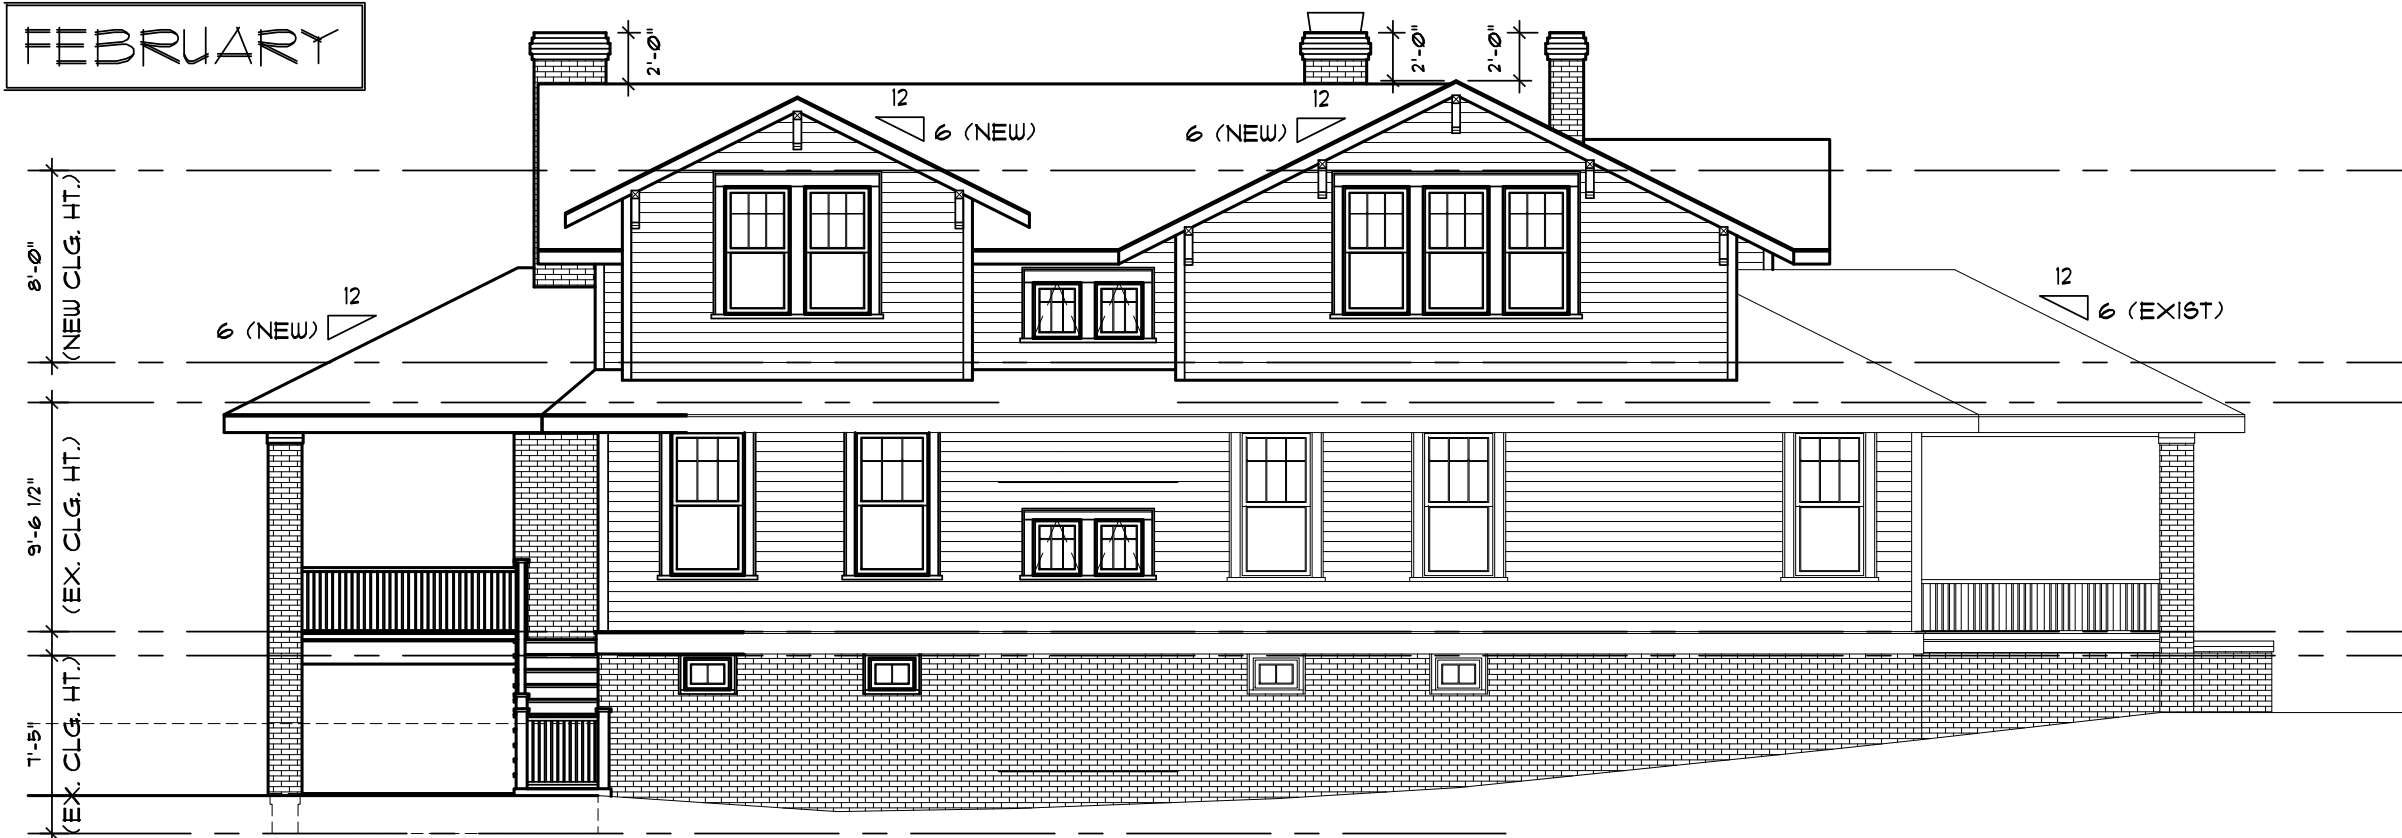 FEBRUARY
2'-0"
2'-0"
2'-0"
12
6 (NEW)
12
6 (NEW)
8'-0"
(NEW CLG. HT.)
12
6 (NEW)
12
6 (EXIST)
9'-6 1/2"
(EX. CLG. HT.)
7'-5"
(EX. CLG. HT.)